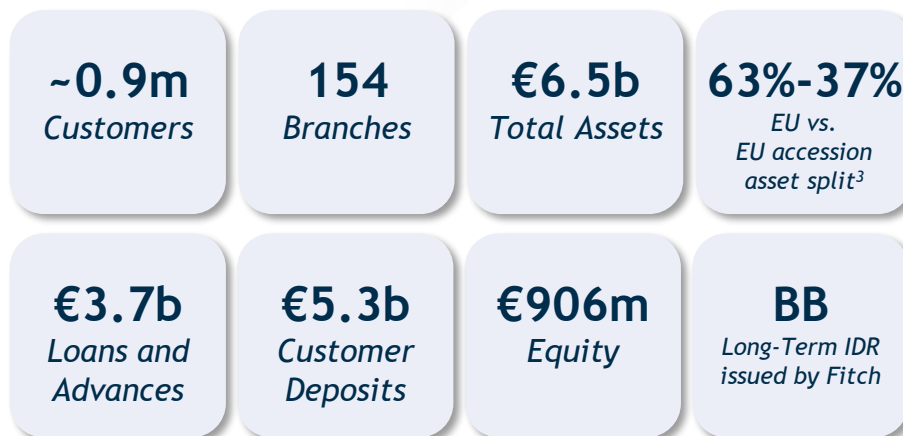 ~0.9m
Customers
154
Branches
€6.5b
Total Assets
63%-37%
EU vs.
EU accession
asset split³
€3.7b
Loans and
Advances
€5.3b
Customer
Deposits
€906m
Equity
BB
Long-Term IDR
issued by Fitch